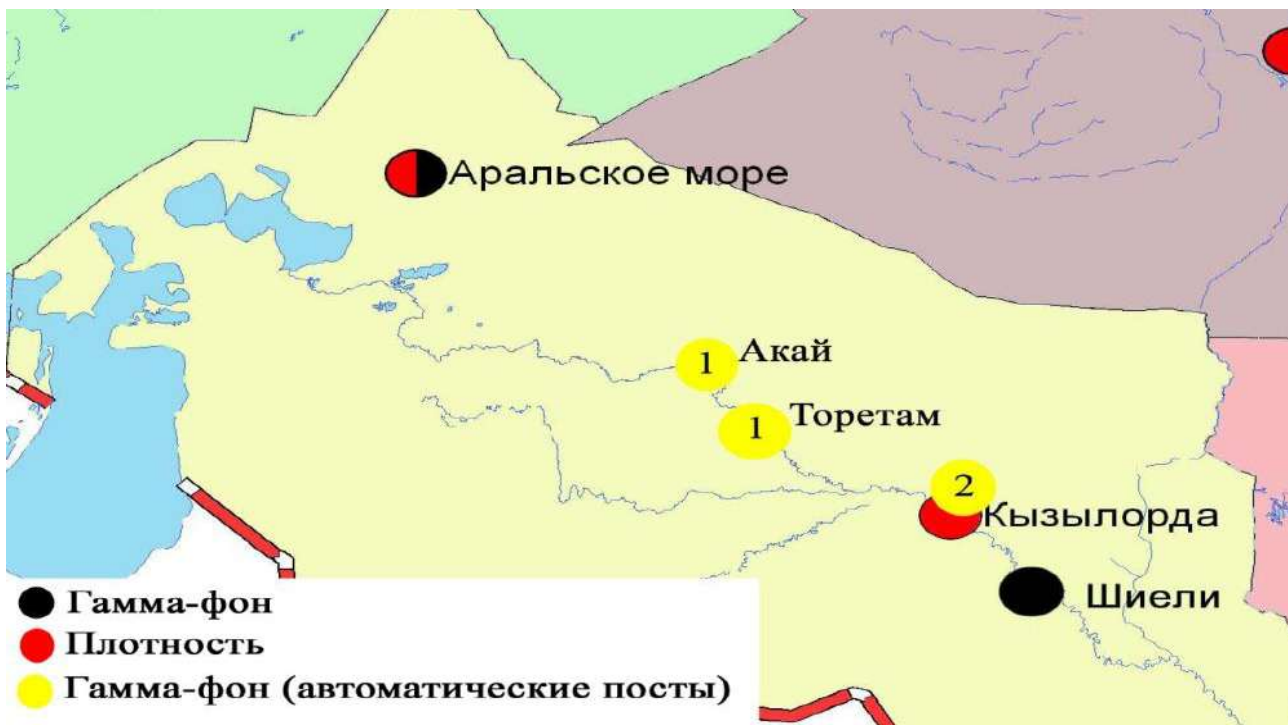 Аральское море
1 Акай
1 Торетам
2
Кызылорда
Шиели
Гамма-фон
Плотность
Гамма-фон (автоматические посты)